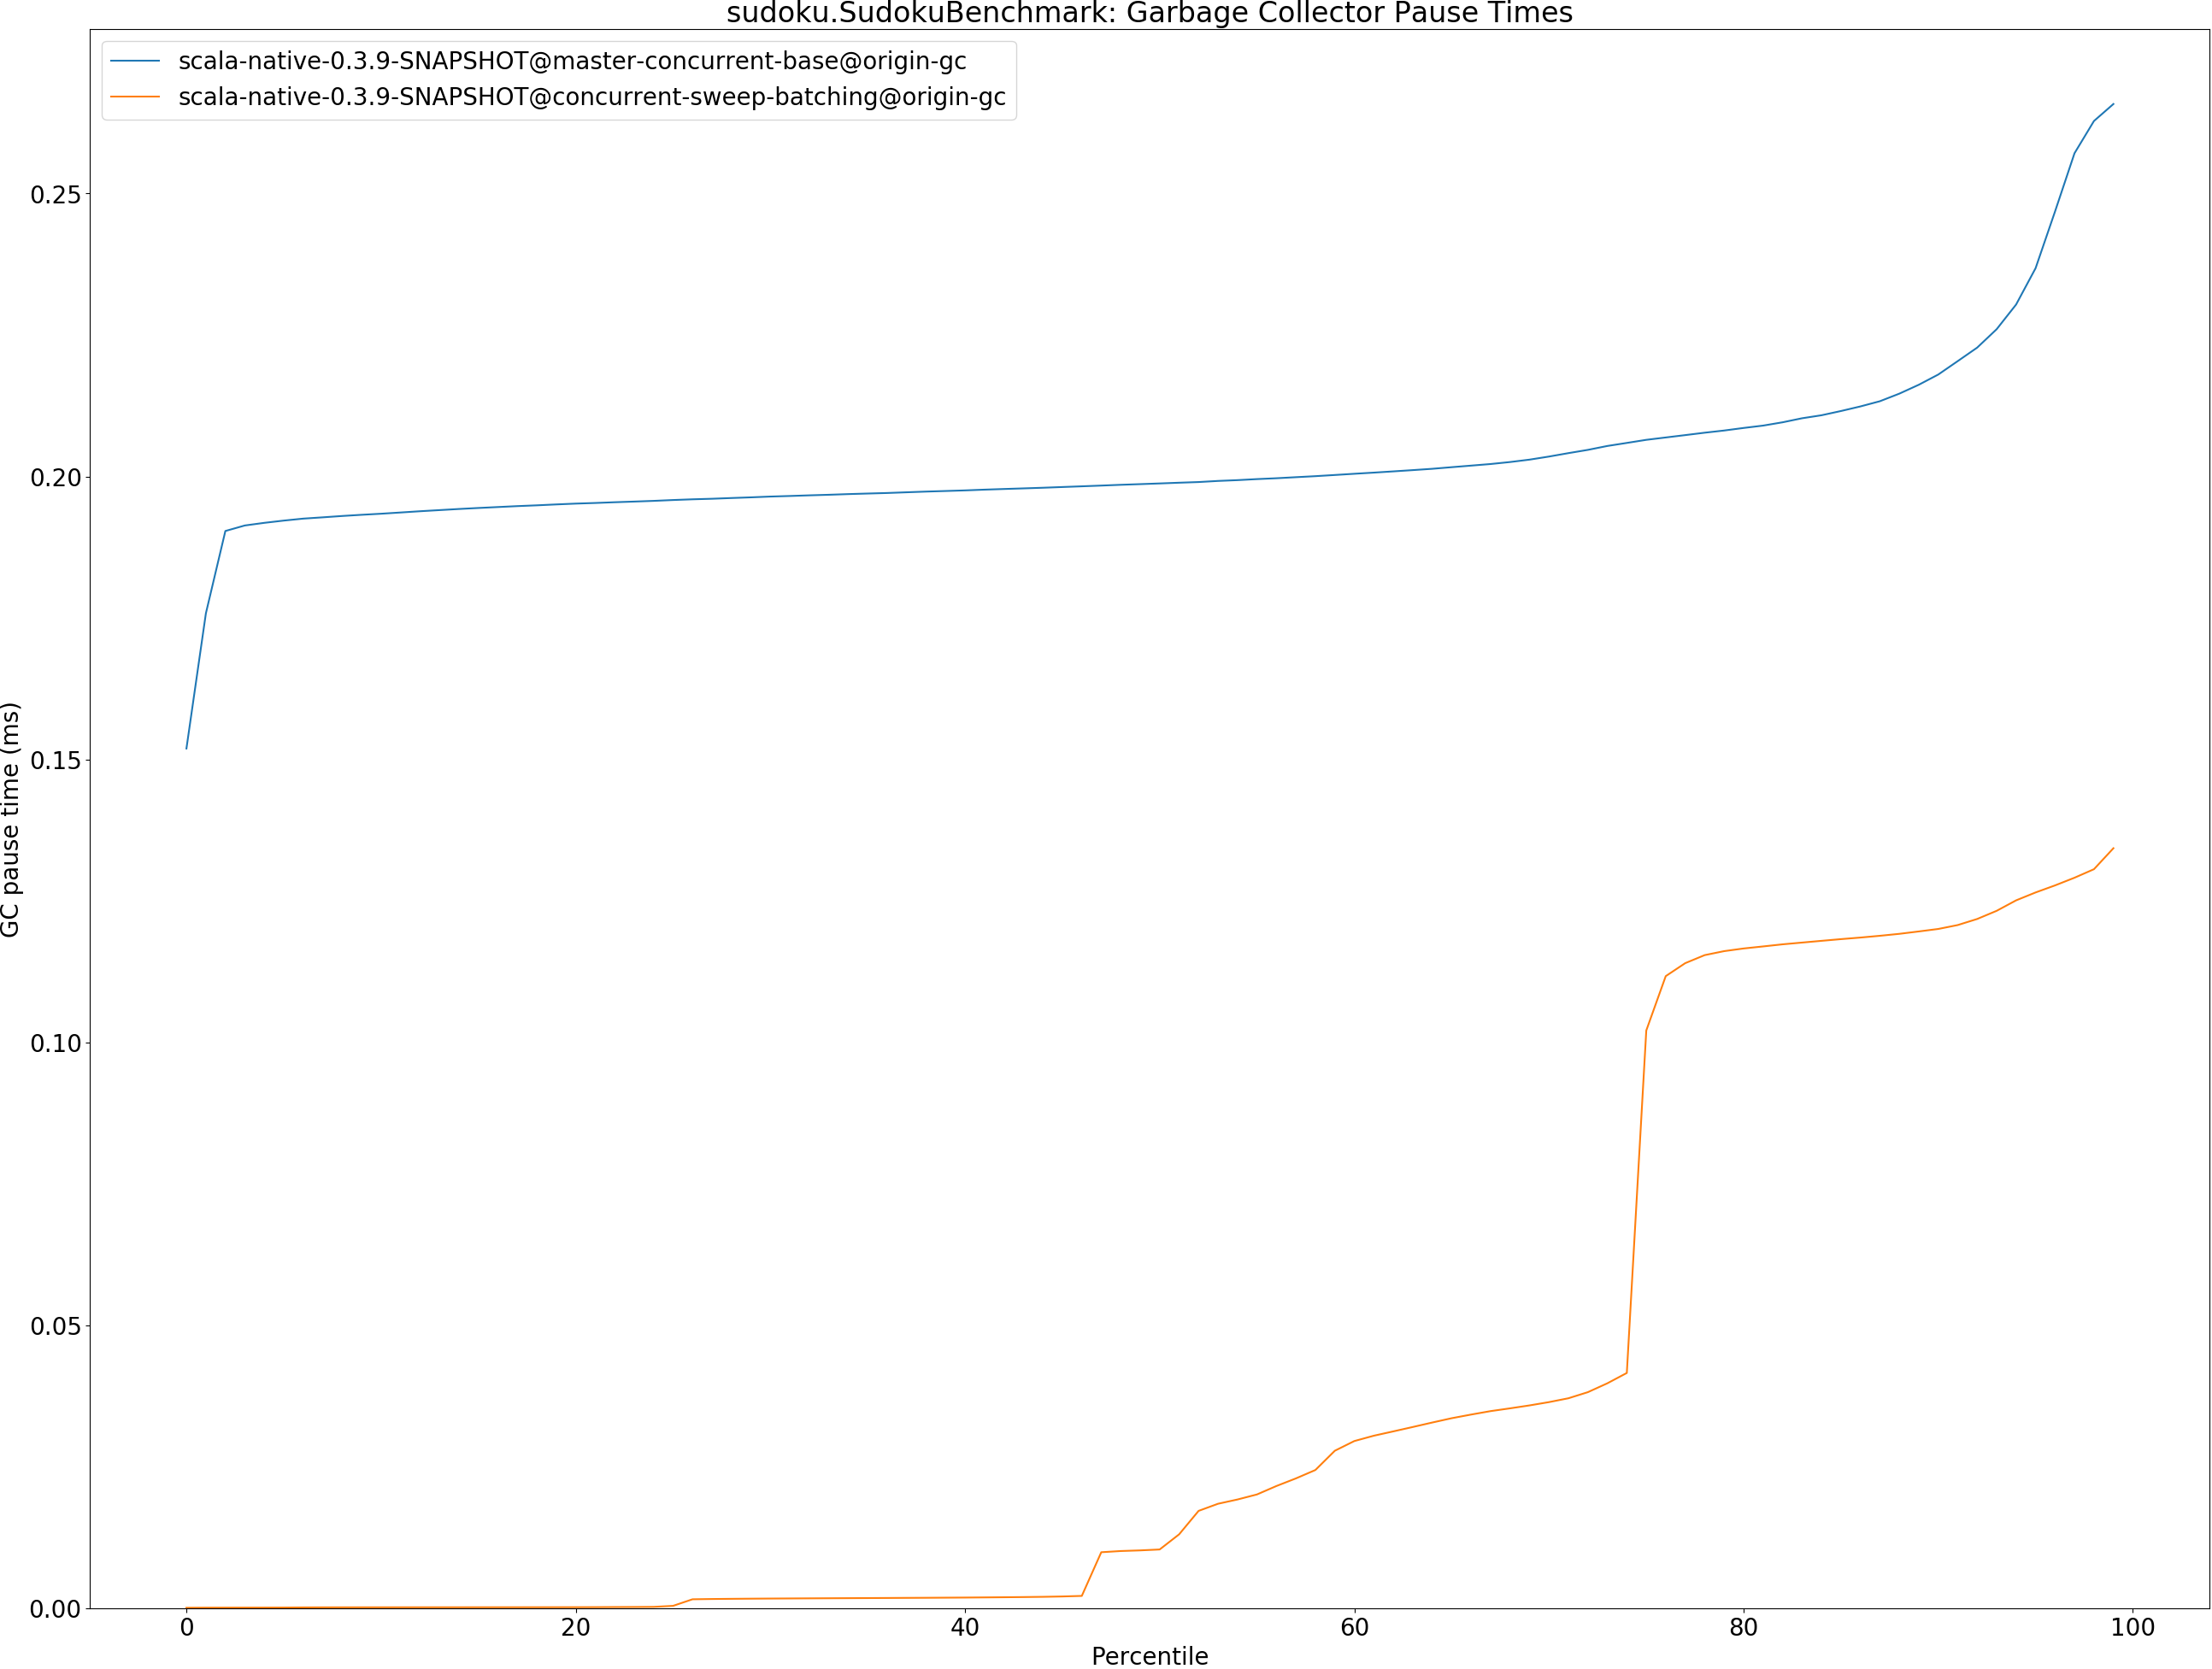 sudoku.SudokuBenchmark: Garbage Collector Pause Times
scala-native-0.3.9-SNAPSHOT@master-concurrent-base@origin-gc
scala-native-0.3.9-SNAPSHOT@concurrent-sweep-batching@origin-gc
GC pause time (ms)
0.25
0.20
0.15
0.10
0.05
0.00
0 20 40 60 80 100
Percentile